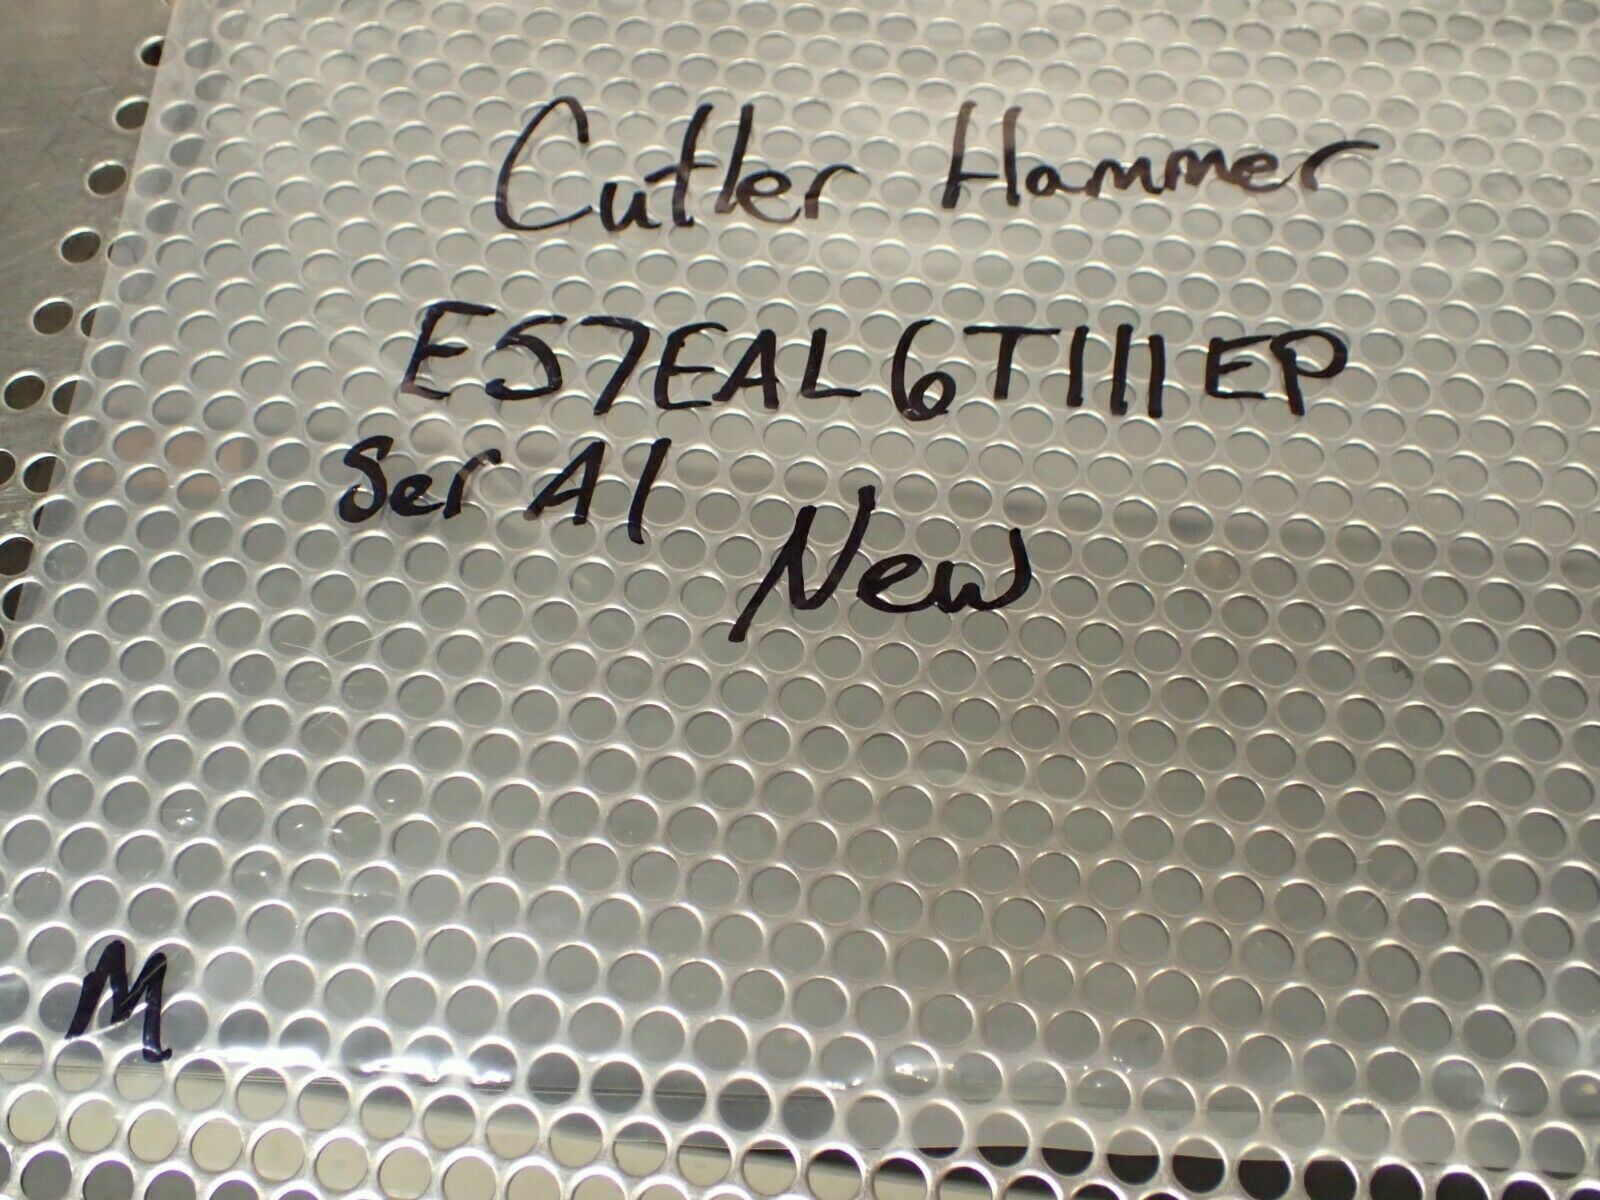 Cutler Hammer
E57EAL6T111EP
Ser A1
New
M